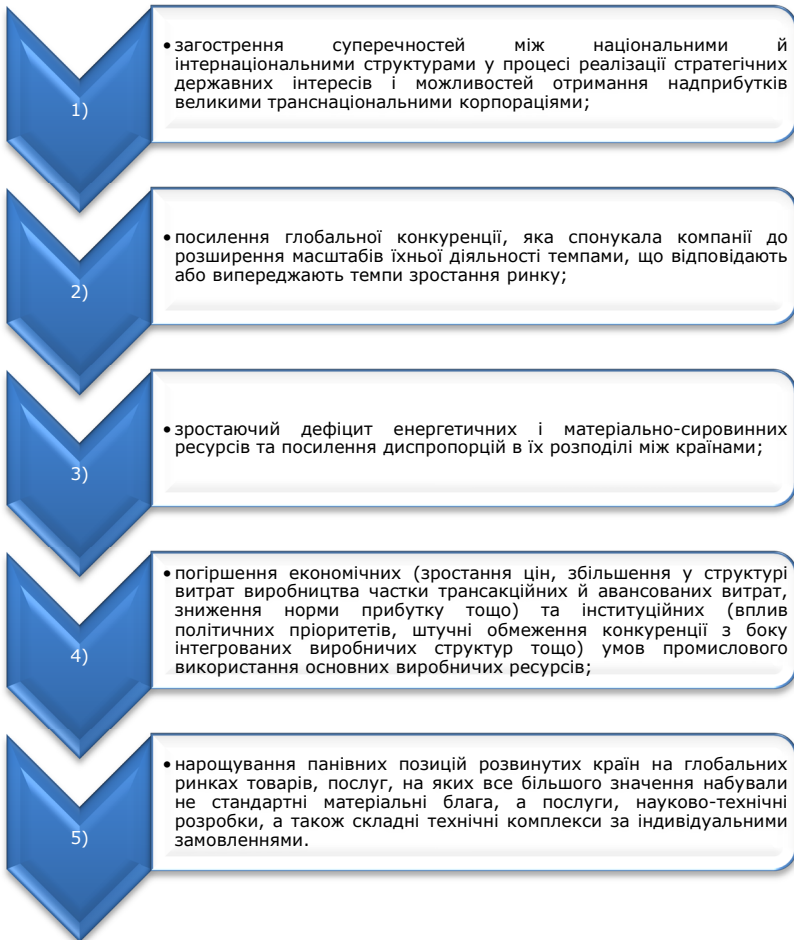 1)
•загострення суперечностей між національними й
інтернаціональними структурами у процесі реалізації стратегічних
державних інтересів і можливостей отримання надприбутків
великими транснаціональними корпораціями;
2)
•посилення глобальної конкуренції, яка спонукала компанії до
розширення масштабів їхньої діяльності темпами, що відповідають
або випереджають темпи зростання ринку;
3)
•зростаючий дефіцит енергетичних і матеріально-сировинних
ресурсів та посилення диспропорцій в їх розподілі між країнами;
4)
•погіршення економічних (зростання цін, збільшення у структурі
витрат виробництва частки трансакційних й авансованих витрат,
зниження норми прибутку тощо) та інституційних (вплив
політичних пріоритетів, штучні обмеження конкуренції з боку
інтегрованих виробничих структур тощо) умов промислового
використання основних виробничих ресурсів;
5)
•нарощування панівних позицій розвинутих країн на глобальних
ринках товарів, послуг, на яких все більшого значення набували
не стандартні матеріальні блага, а послуги, науково-технічні
розробки, а також складні технічні комплекси за індивідуальними
замовленнями.